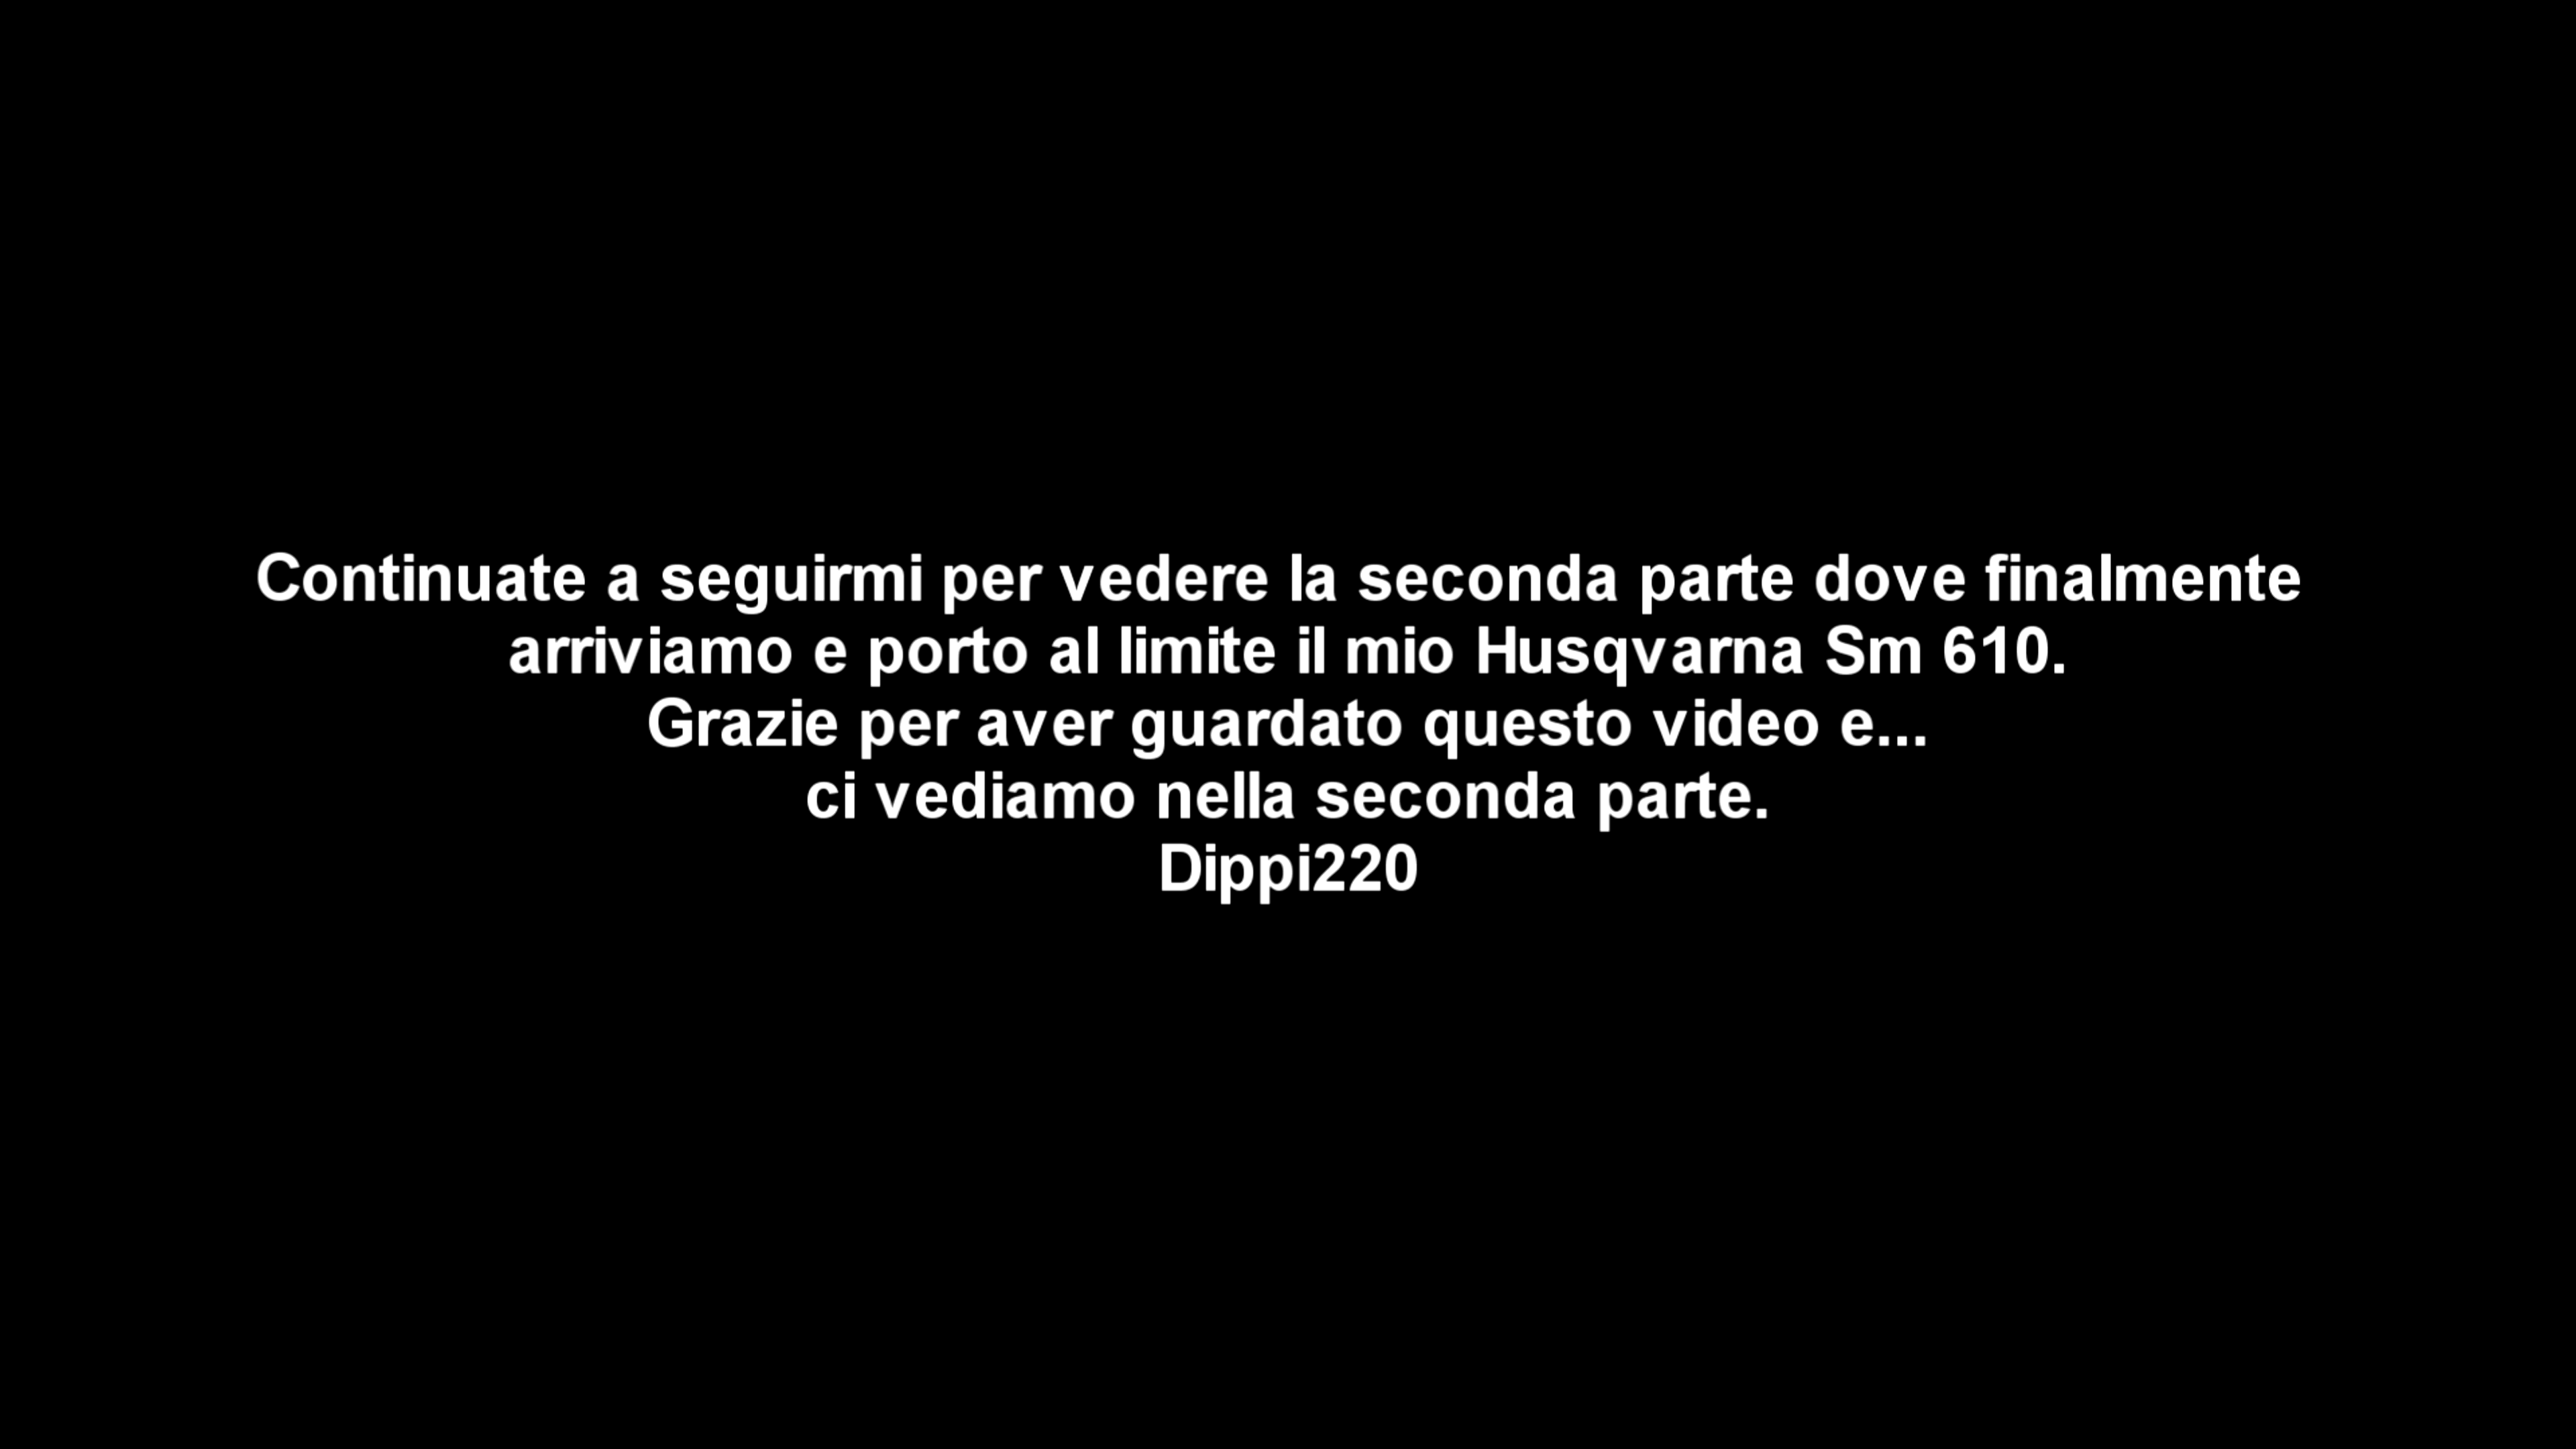 Continuate a seguirmi per vedere la seconda parte dove finalmente
arriviamo e porto al limite il mio Husqvarna Sm 610.
Grazie per aver guardato questo video e...
ci vediamo nella seconda parte.
Dippi220